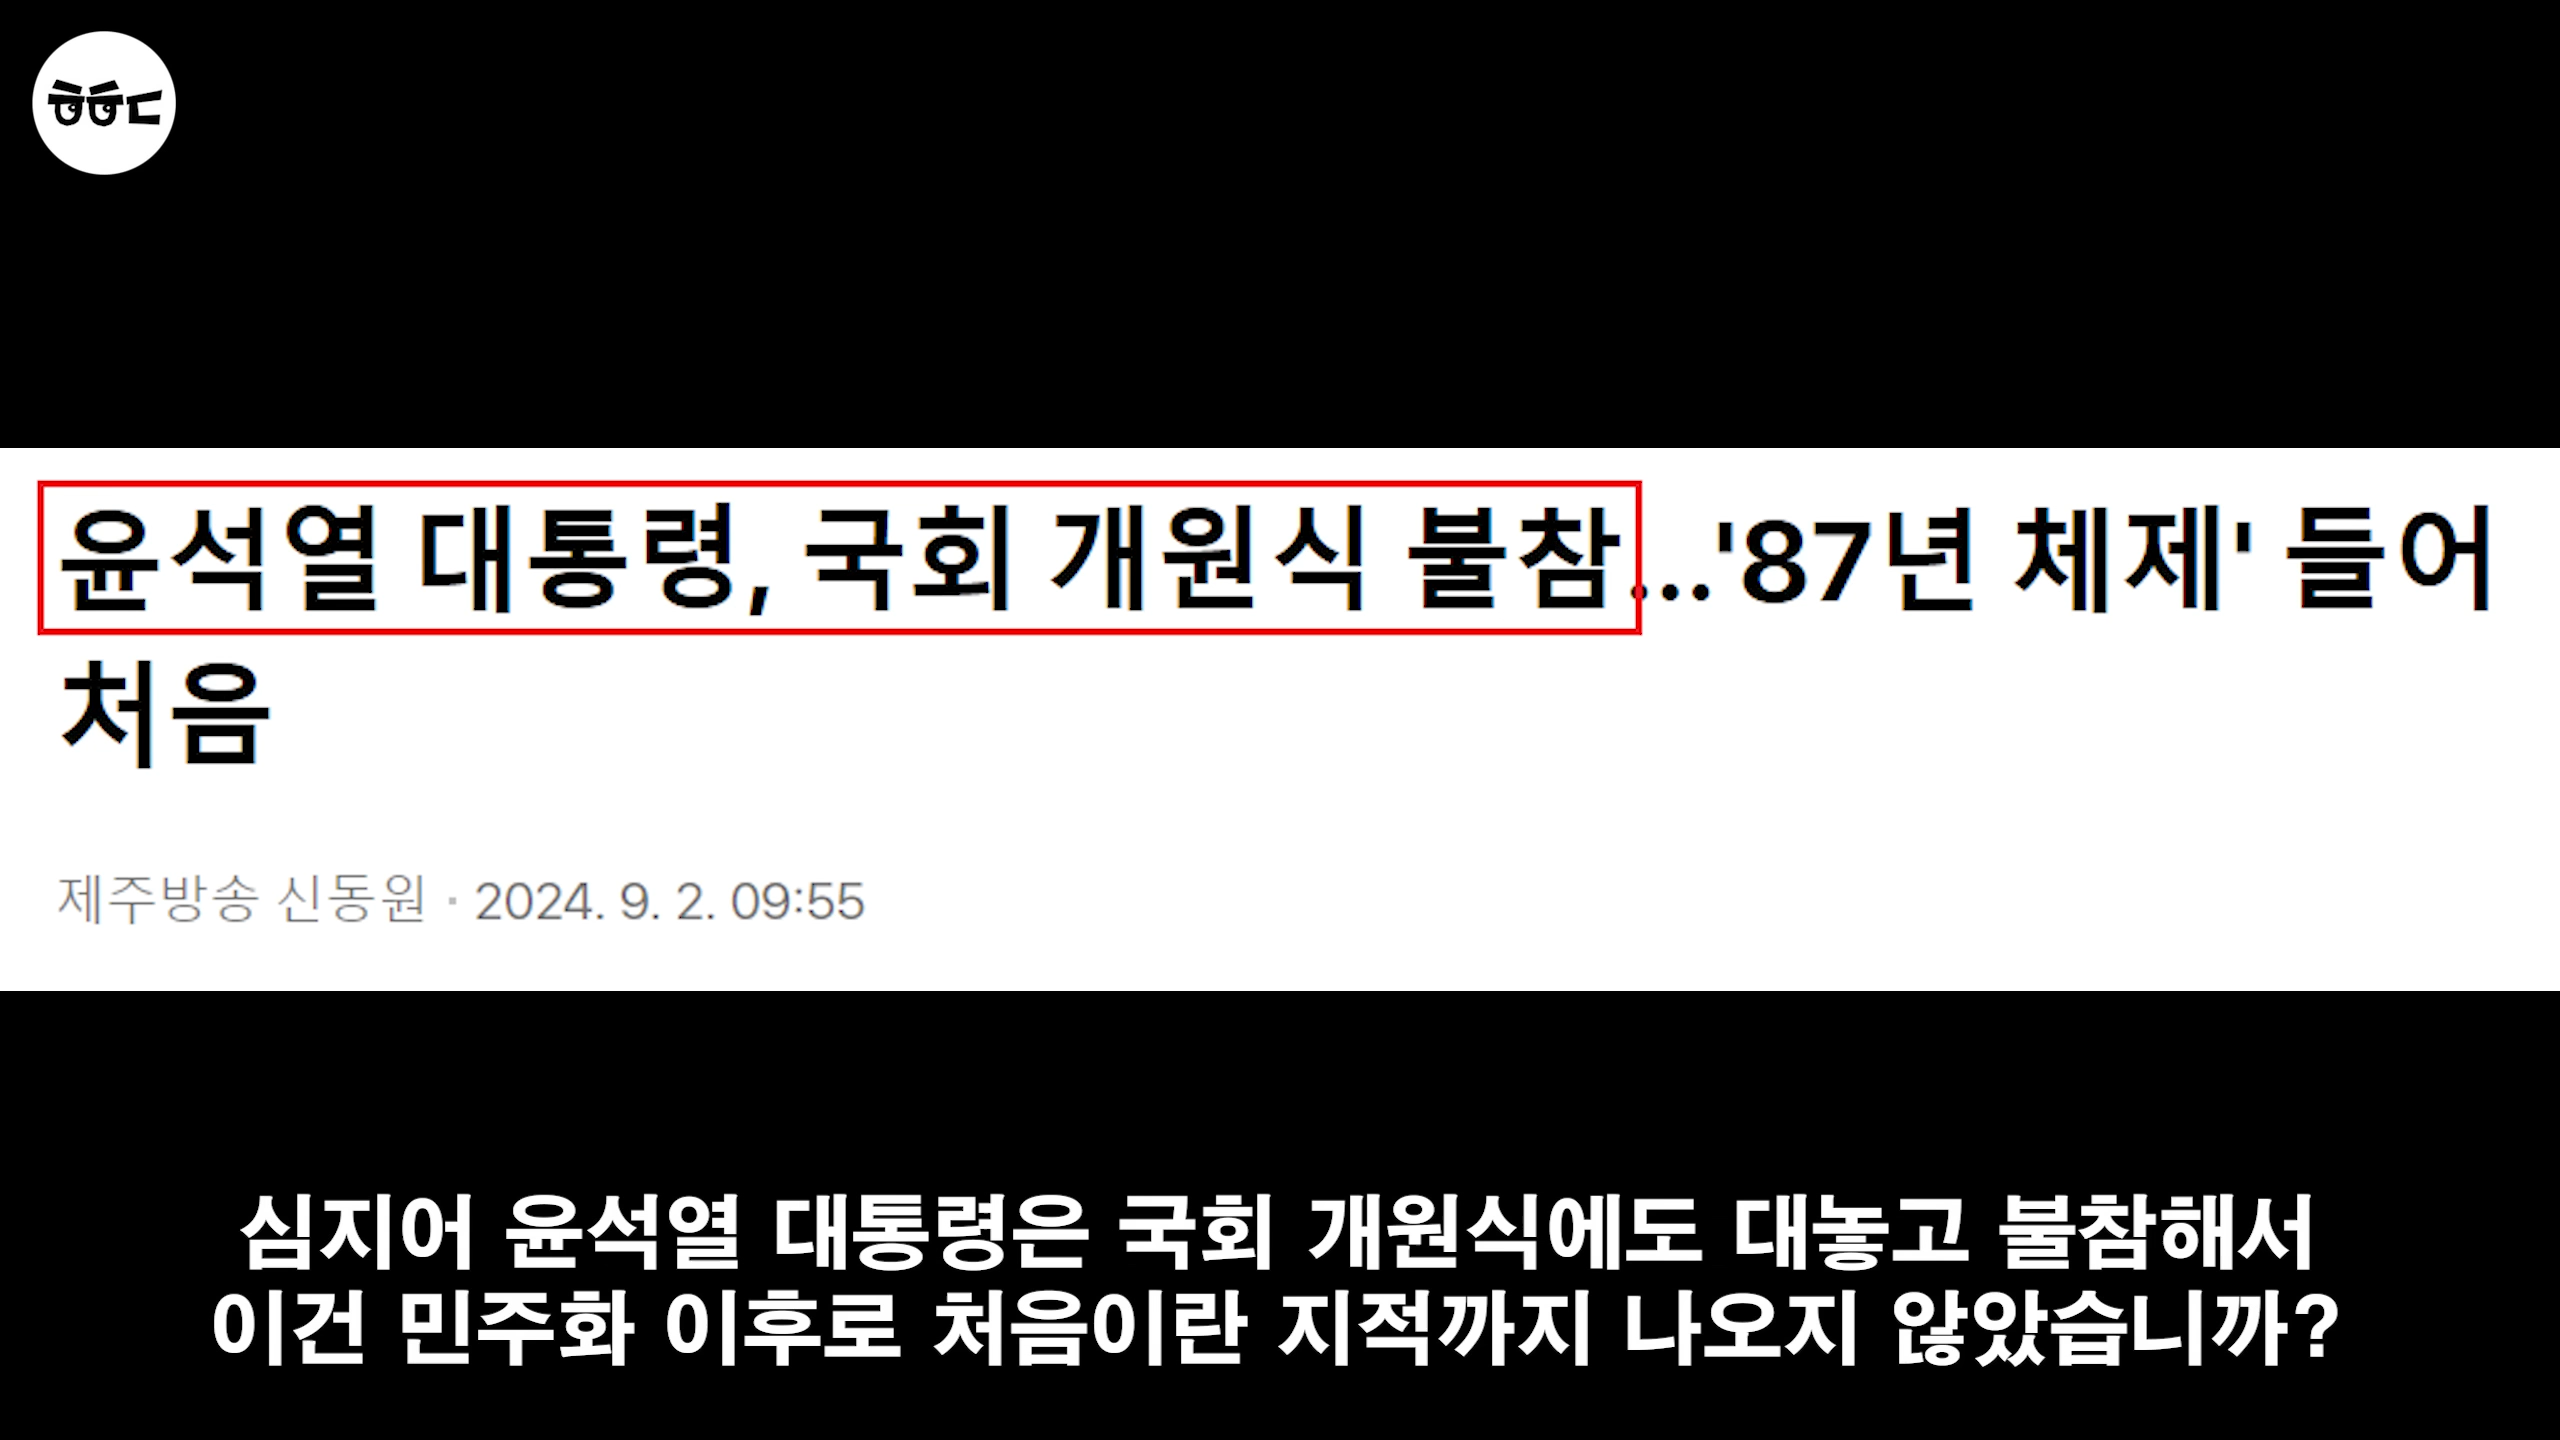 윤석열 대통령, 국회 개원식 불참...'87년 체제' 들어
처음
제주방송 신동원 · 2024. 9. 2. 09:55
심지어 윤석열 대통령은 국회 개원식에도 대놓고 불참해서
이건 민주화 이후로 처음이란 지적까지 나오지 않았습니까?